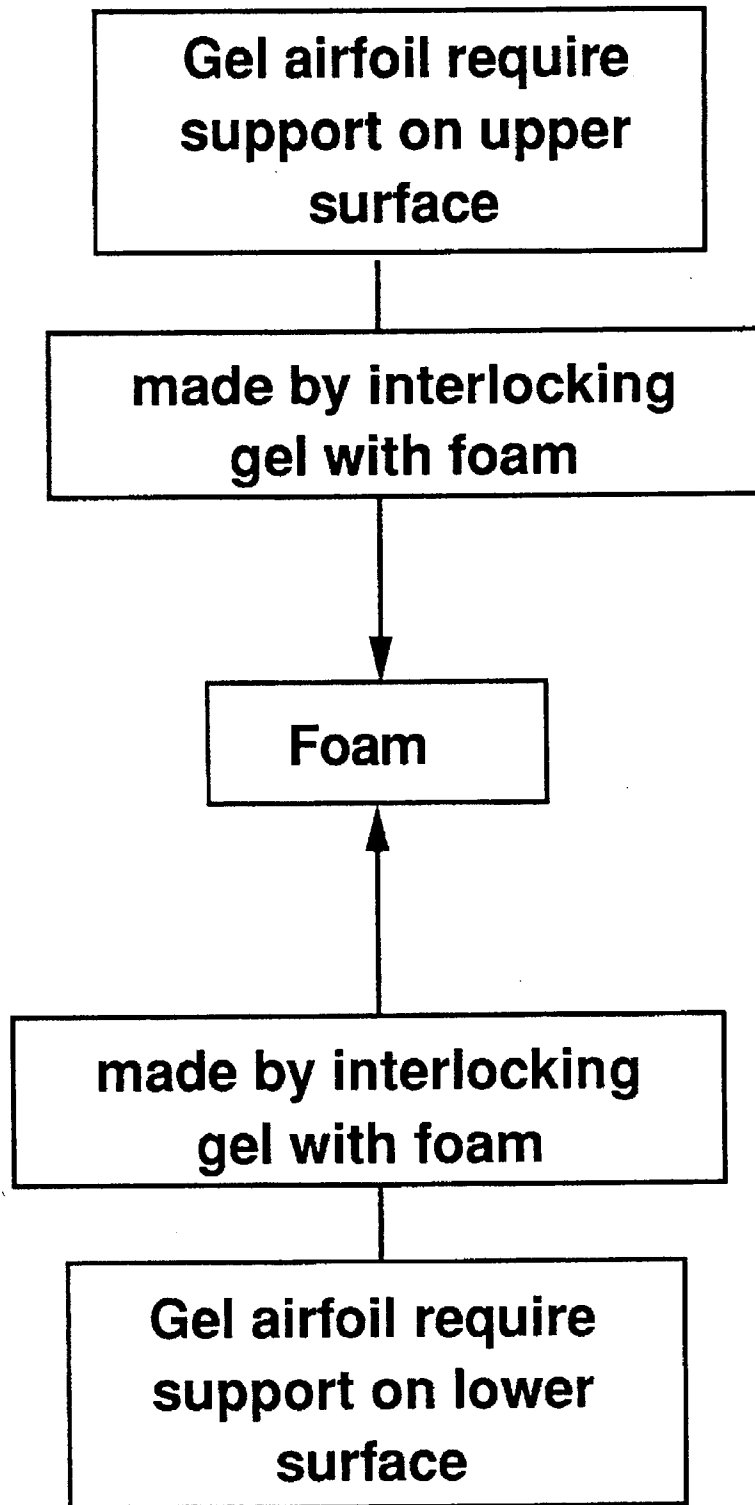 Gel airfoil require
support on upper
surface
made by interlocking
gel with foam
Foam
made by interlocking
gel with foam
Gel airfoil require
support on lower
surface